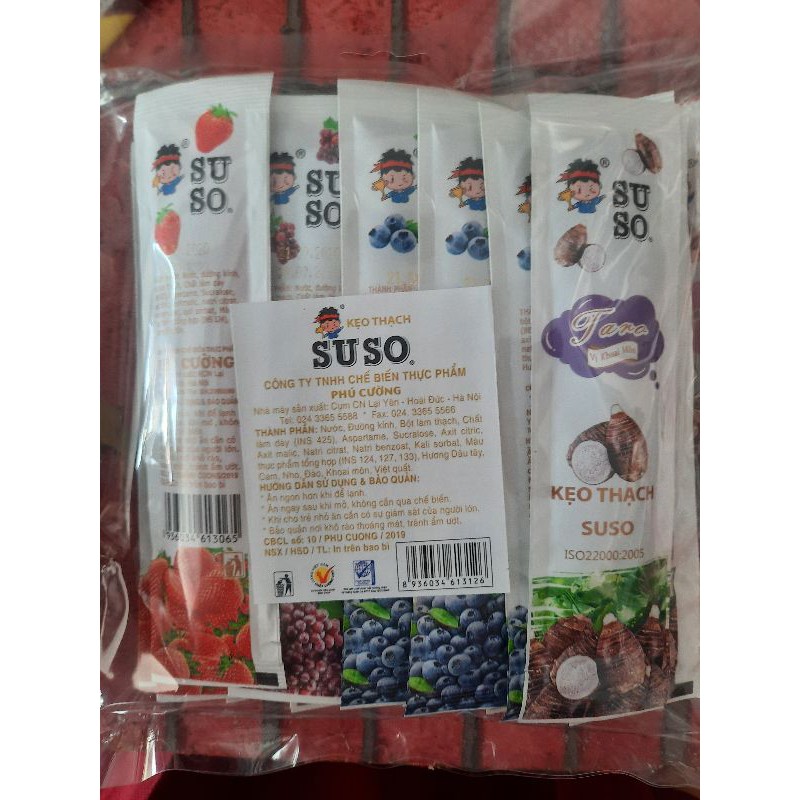 SU
SO®
CƯỜNG
8 936034 613065
SU
SO
KẸO THẠCH
SUSO®
CÔNG TY TNHH CHẾ BIẾN THỰC PHẨM
PHÚ CƯỜNG
Nhà máy sản xuất: Cụm CN Lại Yên - Hoài Đức - Hà Nội
Tel: 024 3365 5588 * Fax: 024 3365 5566
THÀNH PHẦN: Nước, Đường kính, Bột làm thạch, Chất
làm dày (INS 425), Aspartame, Sucralose, Axit citric,
Axit malic, Natri citrat, Natri benzoat, Kali sorbat, Màu
thực phẩm tổng hợp (INS 124, 127, 133), Hương Dâu tây,
Cam, Nho, Đào, Khoai môn, Việt quất.
HƯỚNG DẪN SỬ DỤNG & BẢO QUẢN:
* Ăn ngon hơn khi để lạnh.
* Ăn ngay sau khi mở, không cần qua chế biến.
* Khi cho trẻ nhỏ ăn cần có sự giám sát của người lớn.
* Bảo quản nơi khô ráo thoáng mát, tránh ẩm ướt.
CBCL số: 10 / PHU CUONG / 2019
NSX / HSD / TL: In trên bao bì
8 936034 613126
SU
SO®
Taro
Vị Khoai Môn
KẸO THẠCH
SUSO
ISO22000:2005